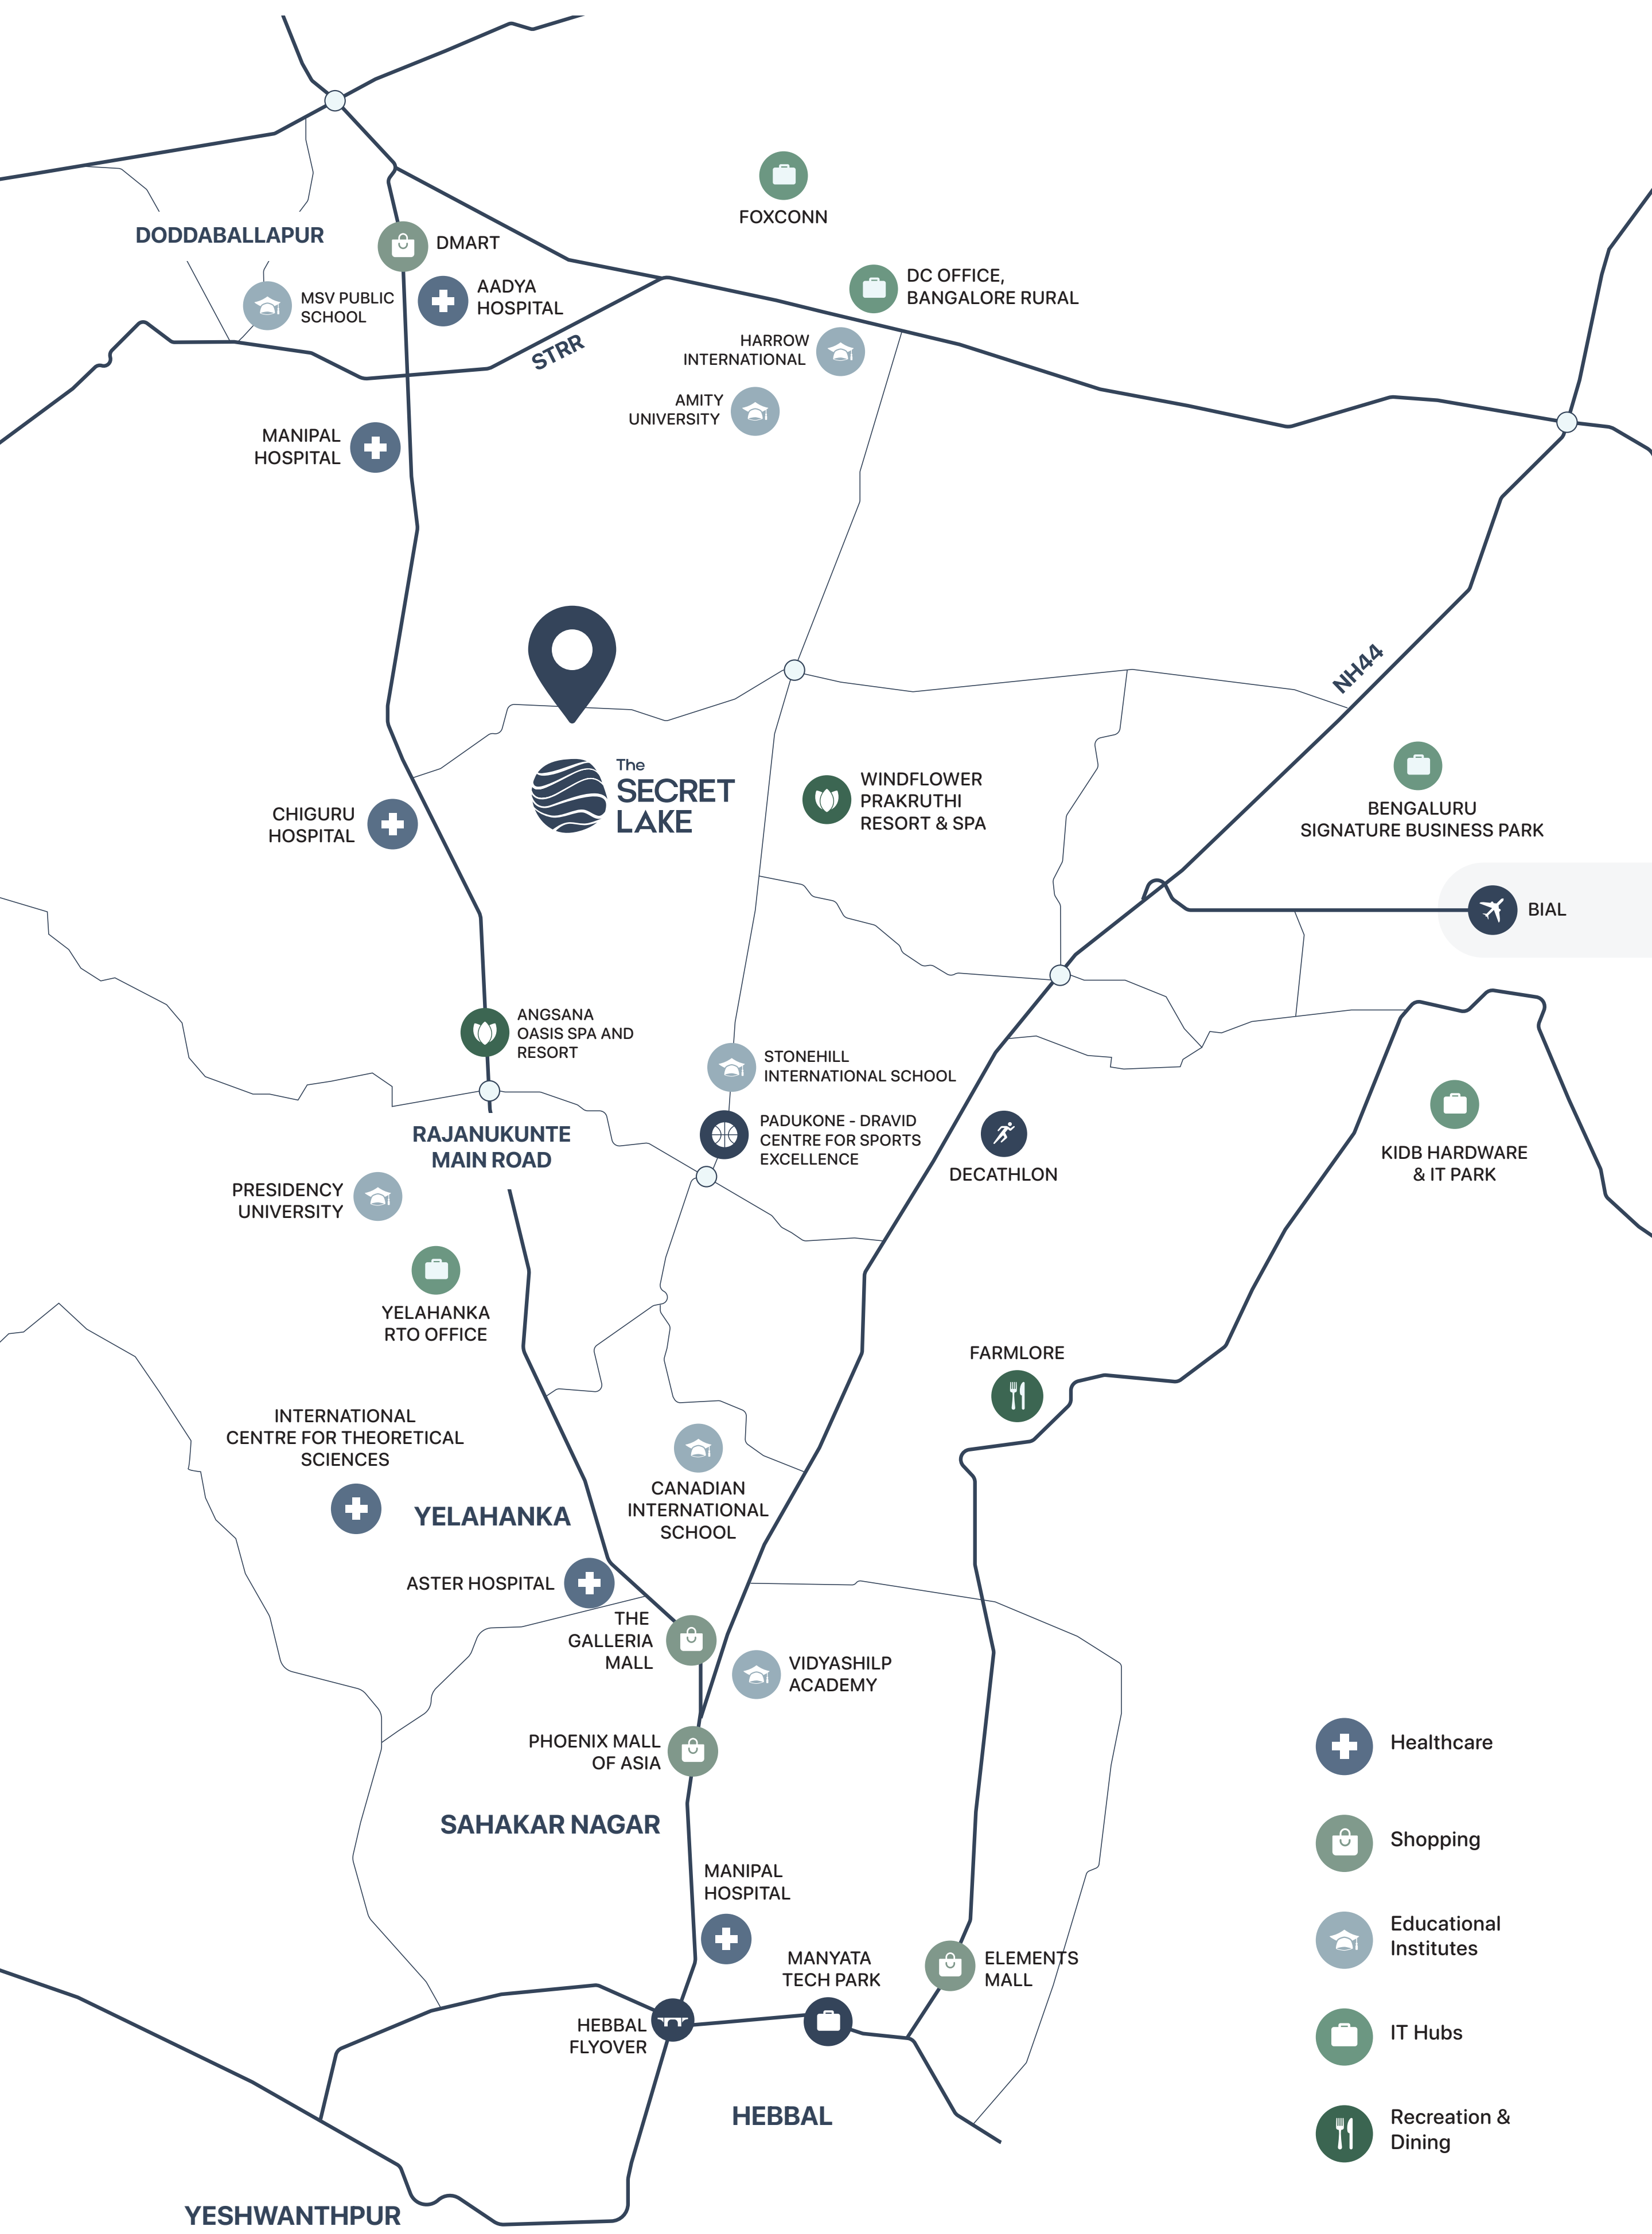 FOXCONN
DODDABALLAPUR
DMART
DC OFFICE,
BANGALORE RURAL
AADYA
HOSPITAL
MSV PUBLIC
SCHOOL
STRR
HARROW
INTERNATIONAL
AMITY
UNIVERSITY
MANIPAL
HOSPITAL
NH44
The
SECRET
LAKE
WINDFLOWER
PRAKRUTHI
RESORT & SPA
CHIGURU
HOSPITAL
BENGALURU
SIGNATURE BUSINESS PARK
BIAL
ANGSANA
OASIS SPA AND
RESORT
STONEHILL
INTERNATIONAL SCHOOL
PADUKONE - DRAVID
CENTRE FOR SPORTS
EXCELLENCE
DECATHLON
KIDB HARDWARE
& IT PARK
RAJANUKUNTE
MAIN ROAD
PRESIDENCY
UNIVERSITY
YELAHANKA
RTO OFFICE
FARMLORE
INTERNATIONAL
CENTRE FOR THEORETICAL
SCIENCES
YELAHANKA
CANADIAN
INTERNATIONAL
SCHOOL
ASTER HOSPITAL
THE
GALLERIA
MALL
VIDYASHILP
ACADEMY
PHOENIX MALL
OF ASIA
SAHAKAR NAGAR
MANIPAL
HOSPITAL
MANYATA
TECH PARK
ELEMENTS
MALL
HEBBAL
FLYOVER
HEBBAL
YESHWANTHPUR
Healthcare
Shopping
Educational
Institutes
IT Hubs
Recreation &
Dining